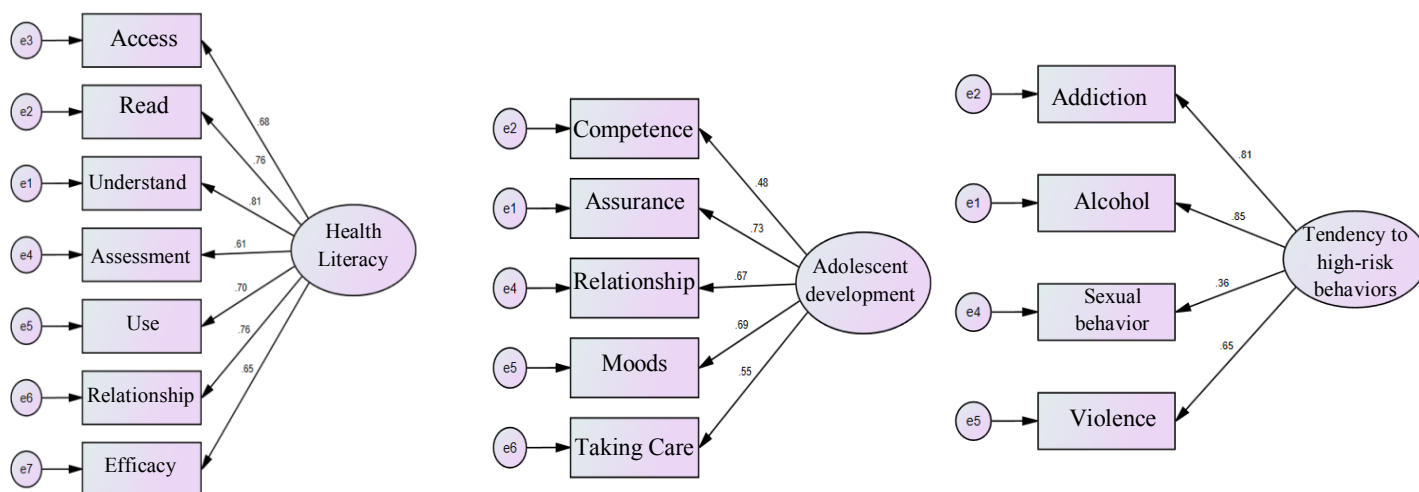 e3
Access
.68
e2
Read
.76
e1
Understand
.81
e4
Assessment
.61
e5
Use
.70
e6
Relationship
.76
e7
Efficacy
.65
Health
Literacy
e2
Competence
.48
e1
Assurance
.73
e4
Relationship
.67
e5
Moods
.69
e6
Taking Care
.55
Adolescent
development
e2
Addiction
.81
e1
Alcohol
.85
e4
Sexual
behavior
.36
e5
Violence
.65
Tendency to
high-risk
behaviors